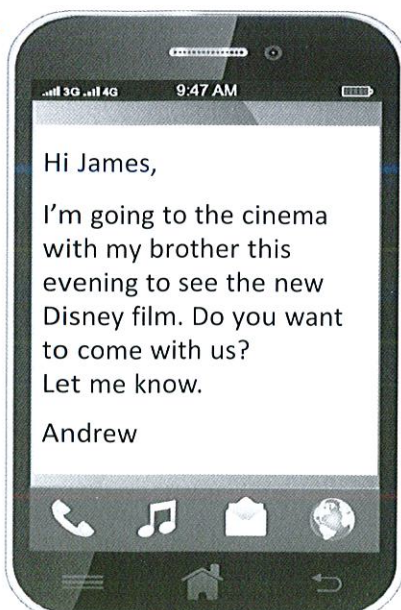 3G 4G 9:47 AM
Hi James,
I'm going to the cinema
with my brother this
evening to see the new
Disney film. Do you want
to come with us?
Let me know.
Andrew